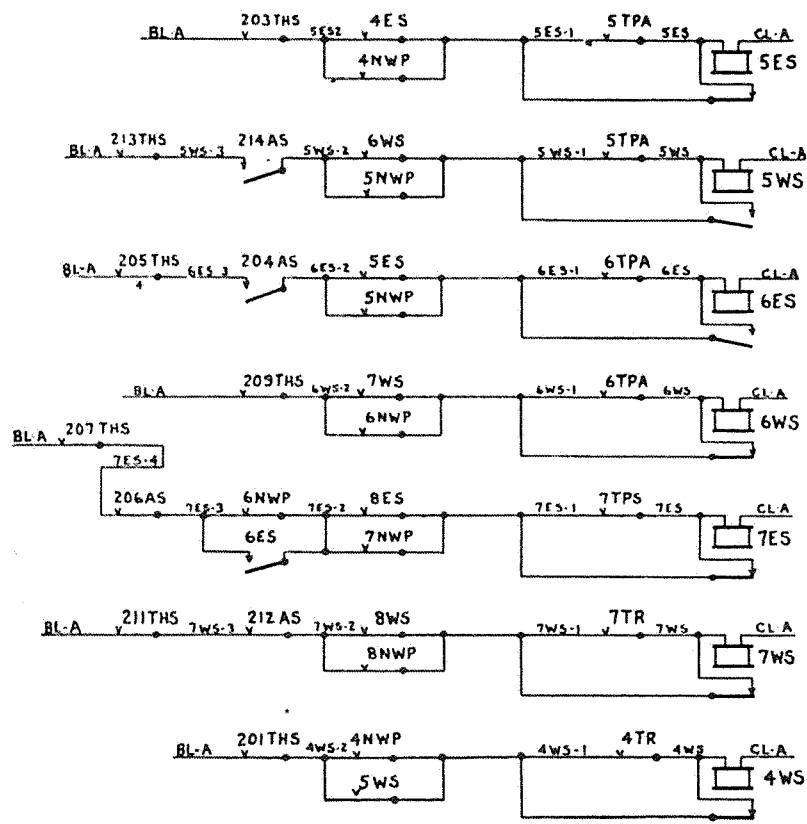 BL-A 203THS 5ES2 4ES 5ES-1 5TPA 5ES CL-A
4NWP 5ES
BL-A 213THS 5WS-3 214AS 5WS-2 6WS 5WS-1 5TPA 5WS CL-A
5NWP 5WS
BL-A 205THS 6ES-3 204AS 6ES-2 5ES 6ES-1 6TPA 6ES CL-A
4 5NWP 6ES
BL-A 209THS 6WS-2 7WS 6WS-1 6TPA 6WS CL-A
6NWP 6WS
BL-A 207THS
7ES-4
206AS 7ES-3 6NWP 7ES-2 8ES 7ES-1 7TPS 7ES CL-A
6ES 7NWP 7ES
BL-A 211THS 7WS-3 212AS 7WS-2 8WS 7WS-1 7TR 7WS CL-A
8NWP 7WS
BL-A 201THS 4WS-2 4NWP 4WS-1 4TR 4WS CL-A
5WS 4WS